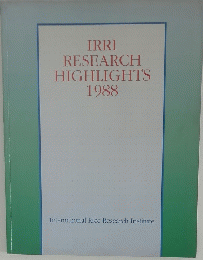 IRRI
RESEARCH
HIGHLIGHTS
1988
International Rice Research Institute